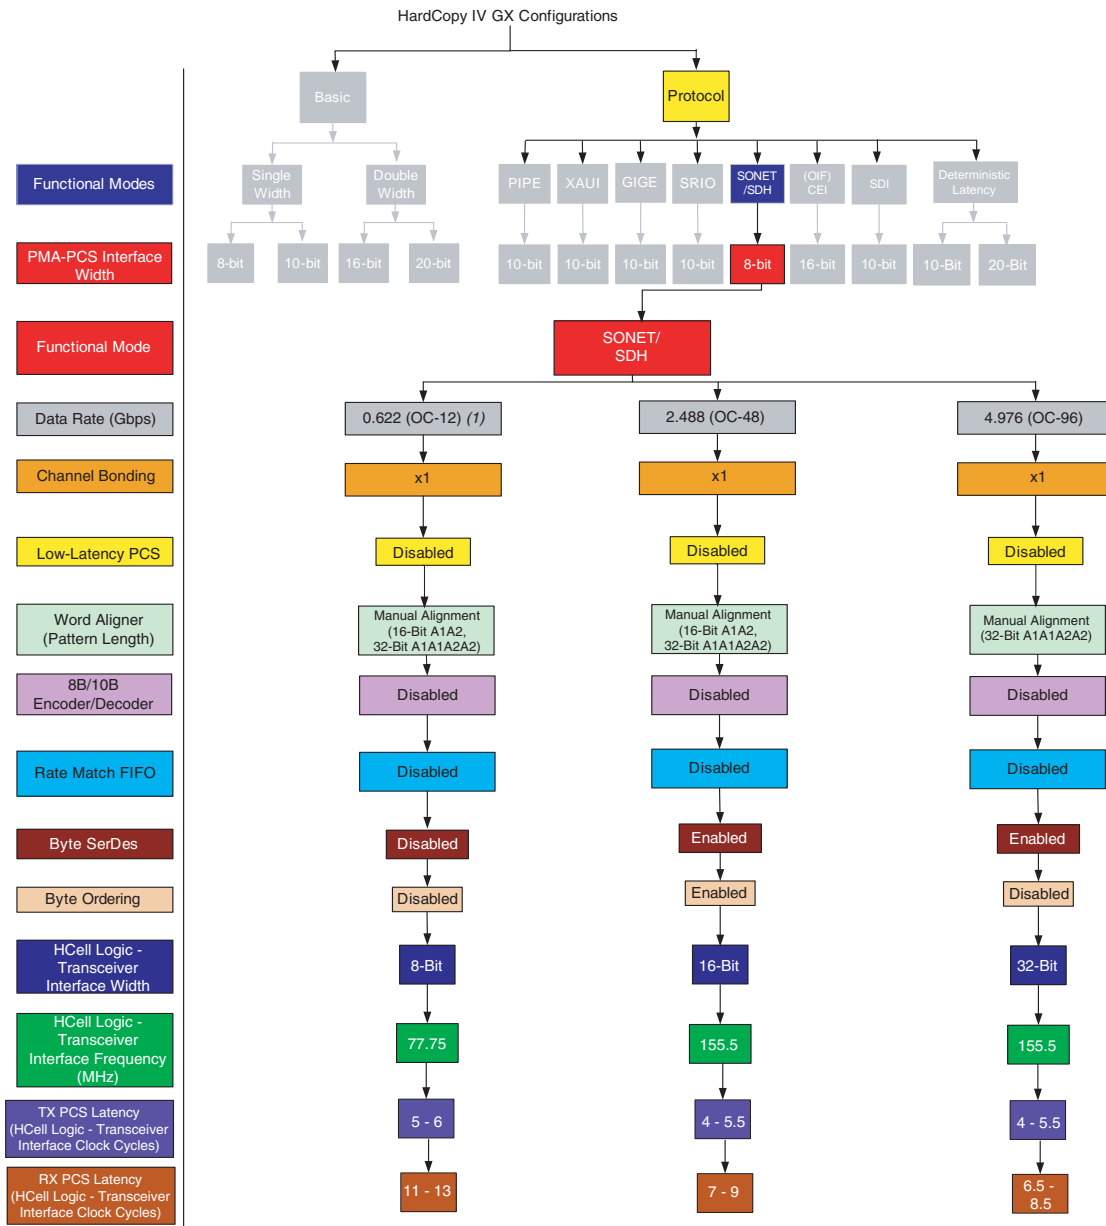 HardCopy IV GX Configurations
Basic
Protocol
Functional Modes
Single
Width
Double
Width
PIPE
XAUI
GIGE
SRIO
SONET
/SDH
(OIF)
CEI
SDI
Deterministic
Latency
PMA-PCS Interface
Width
8-bit
10-bit
16-bit
20-bit
10-bit
10-bit
10-bit
10-bit
8-bit
16-bit
10-bit
10-Bit
20-Bit
Functional Mode
SONET/
SDH
Data Rate (Gbps)
0.622 (OC-12) (1)
2.488 (OC-48)
4.976 (OC-96)
Channel Bonding
x1
x1
x1
Low-Latency PCS
Disabled
Disabled
Disabled
Word Aligner
(Pattern Length)
Manual Alignment
(16-Bit A1A2,
32-Bit A1A1A2A2)
Manual Alignment
(16-Bit A1A2,
32-Bit A1A1A2A2)
Manual Alignment
(32-Bit A1A1A2A2)
8B/10B
Encoder/Decoder
Disabled
Disabled
Disabled
Rate Match FIFO
Disabled
Disabled
Disabled
Byte SerDes
Disabled
Enabled
Enabled
Byte Ordering
Disabled
Enabled
Disabled
HCell Logic -
Transceiver
Interface Width
8-Bit
16-Bit
32-Bit
HCell Logic -
Transceiver
Interface Frequency
(MHz)
77.75
155.5
155.5
TX PCS Latency
(HCell Logic - Transceiver
Interface Clock Cycles)
5 - 6
4 - 5.5
4 - 5.5
RX PCS Latency
(HCell Logic - Transceiver
Interface Clock Cycles)
11 - 13
7 - 9
6.5 -
8.5